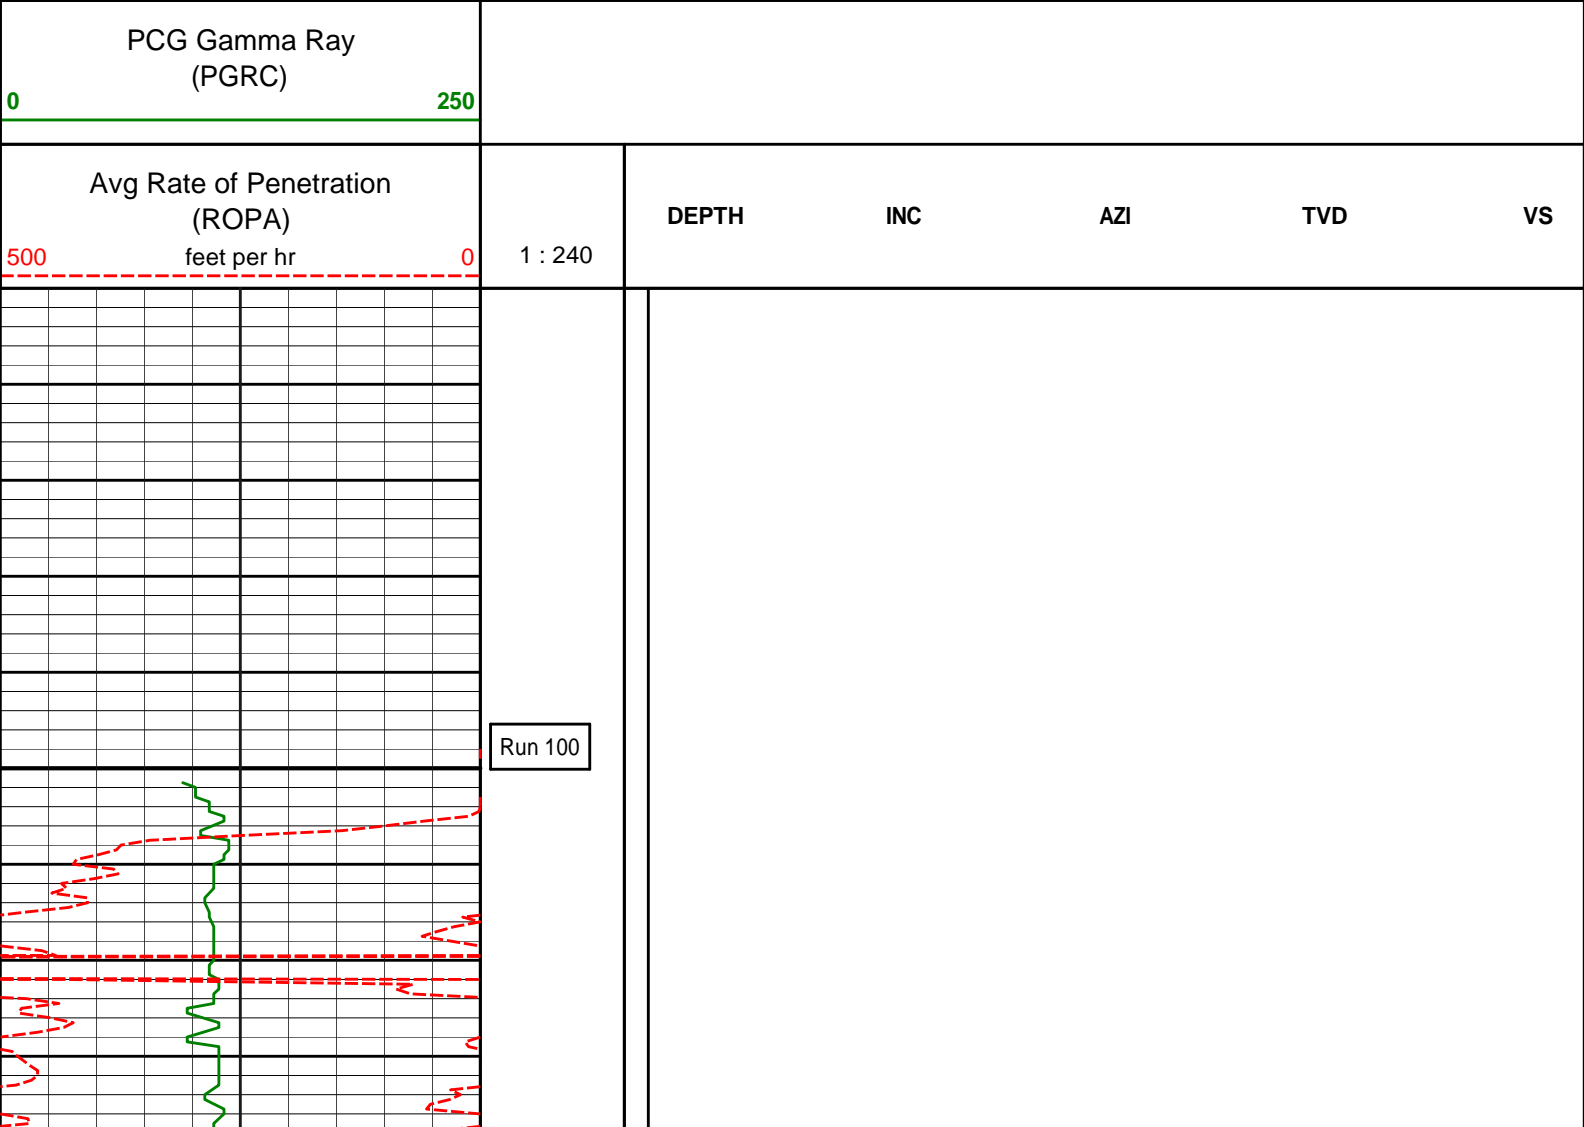 PCG Gamma Ray
(PGRC)
0 250
Avg Rate of Penetration
(ROPA)
500 feet per hr 0
1 : 240
DEPTH INC AZI TVD VS
Run 100